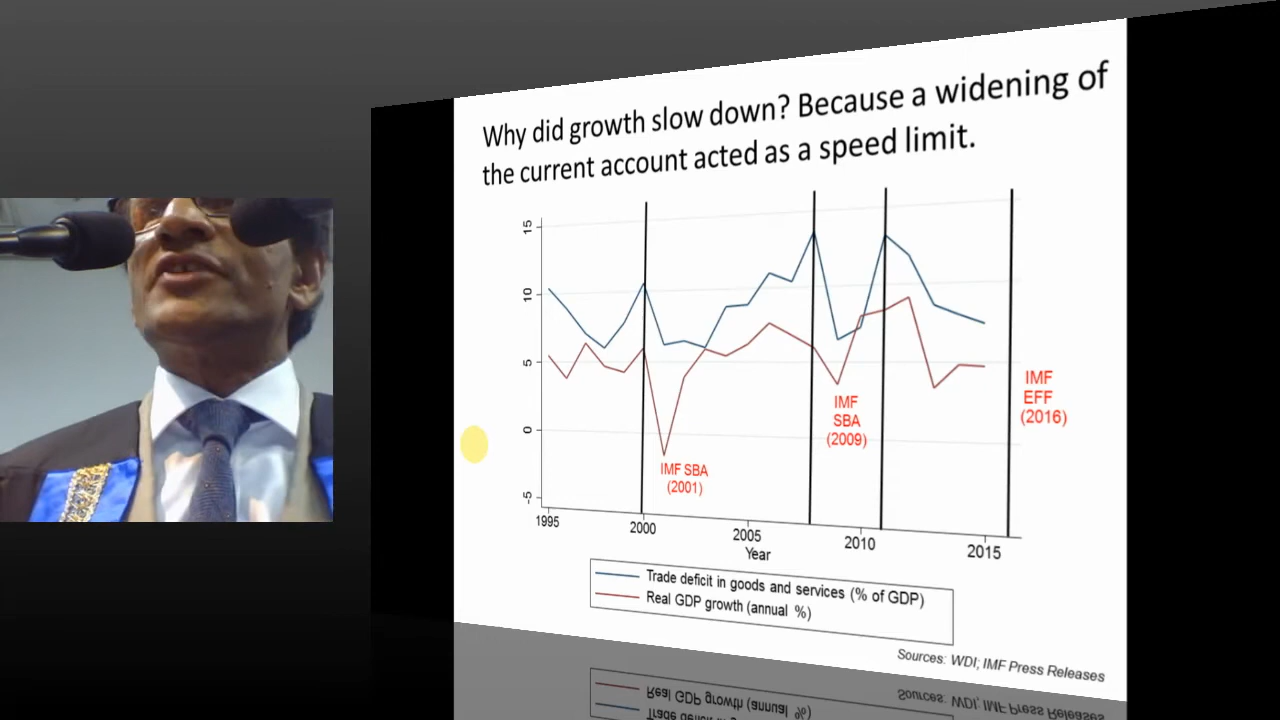 Why did growth slow down? Because a widening of
the current account acted as a speed limit.
15
10
5
0
-5
IMF SBA
(2001)
IMF
SBA
(2009)
IMF
EFF
(2016)
1995
2000
2005
2010
2015
Year
Trade deficit in goods and services (% of GDP)
Real GDP growth (annual %)
Sources: WDI; IMF Press Releases